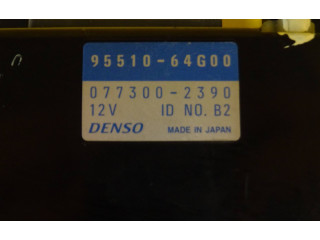 95510-64G00
077300-2390
12V ID NO. B2
DENSO MADE IN JAPAN